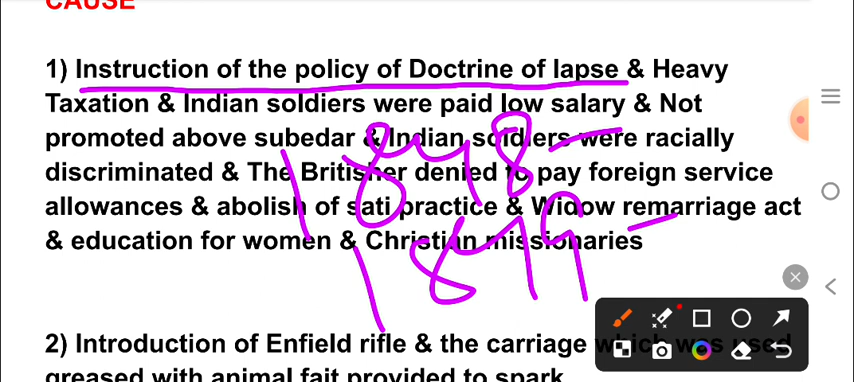 CAUSE
1) Instruction of the policy of Doctrine of lapse & Heavy
Taxation & Indian soldiers were paid low salary & Not
promoted above subedar & Indian soldiers were racially
discriminated & The Britisher denied to pay foreign service
allowances & abolish of sati practice & Widow remarriage act
& education for women & Christian missionaries
1848-
1849-
2) Introduction of Enfield rifle & the carriage which was used
greased with animal fait provided to spark